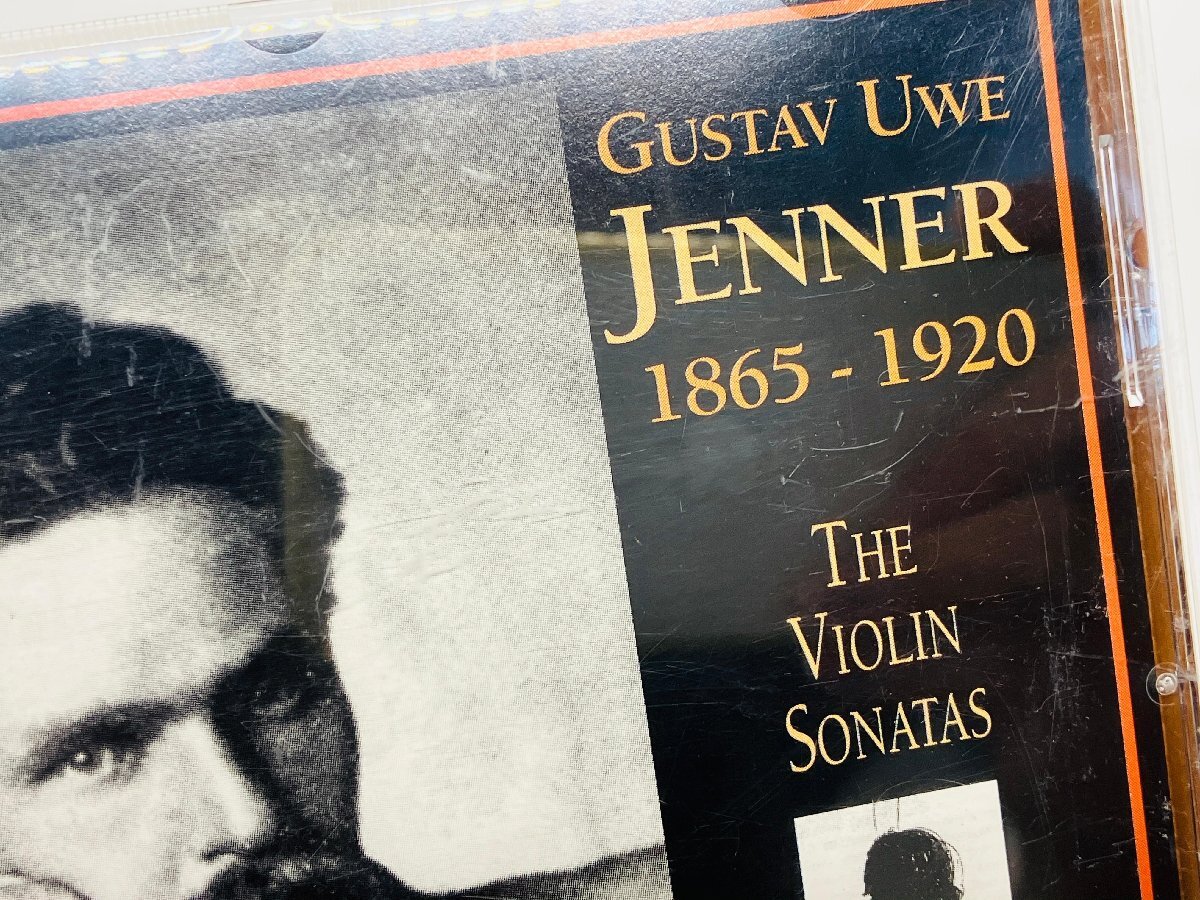 GUSTAV UWE
JENNER
1865 - 1920
THE
VIOLIN
SONATAS